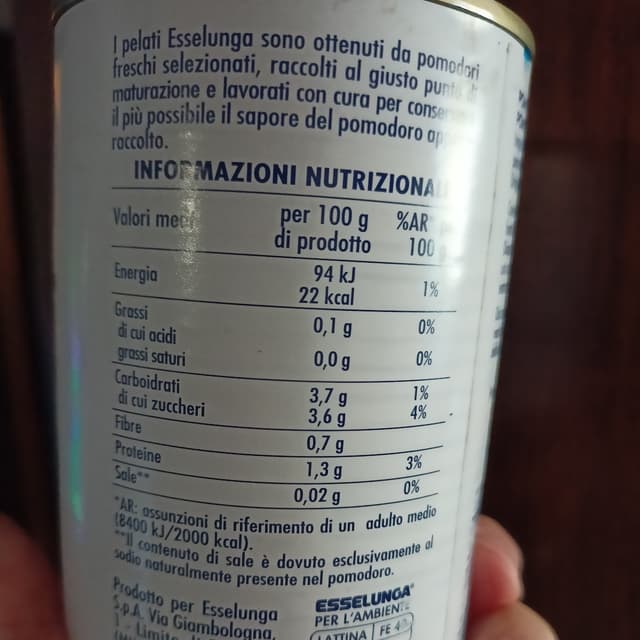 I pelati Esselunga sono ottenuti da pomodori
freschi selezionati, raccolti al giusto punto
maturazione e lavorati con cura per
il più possibile il sapore del pomodoro
raccolto.
INFORMAZIONI NUTRIZIONALI
Valori per 100 g %AR*
di prodotto 100
Energia 94 kJ
22 kcal 1%
Grassi 0,1 g 0%
di cui acidi
grassi saturi 0,0 g 0%
Carboidrati 3,7 g 1%
di cui zuccheri 3,6 g 4%
Fibre 0,7 g
Proteine 1,3 g 3%
Sale** 0,02 g 0%
*AR: assunzioni di riferimento di un adulto medio
(8400 kJ/2000 kcal).
**Il contenuto di sale è dovuto esclusivamente al
sodio naturalmente presente nel pomodoro.
Prodotto per Esselunga
S.p.A. Via Giambologna,
1 - Limito
ESSELUNGA®
PER L'AMBIENTE
LATTINA FE 40